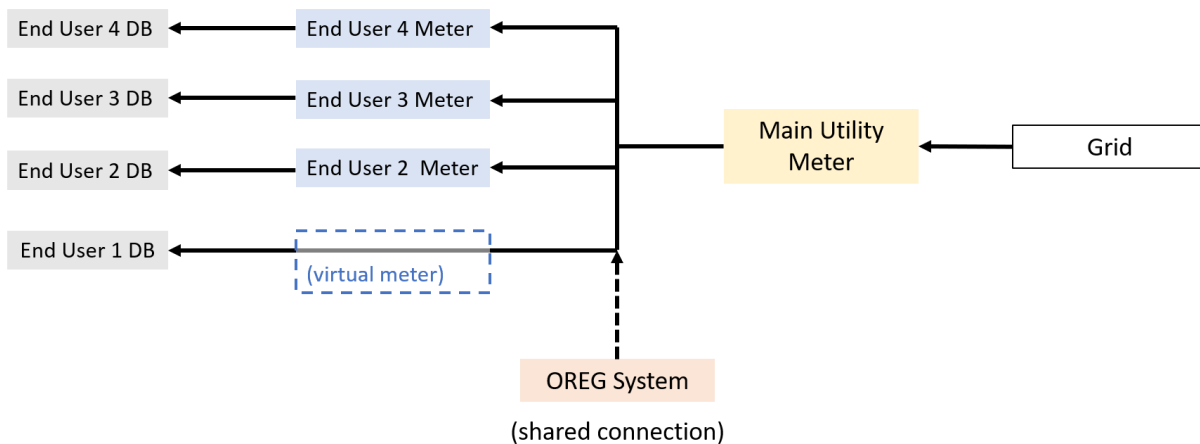 End User 4 DB
End User 4 Meter
End User 3 DB
End User 3 Meter
Main Utility
Meter
Grid
End User 2 DB
End User 2  Meter
End User 1 DB
(virtual meter)
OREG System
(shared connection)